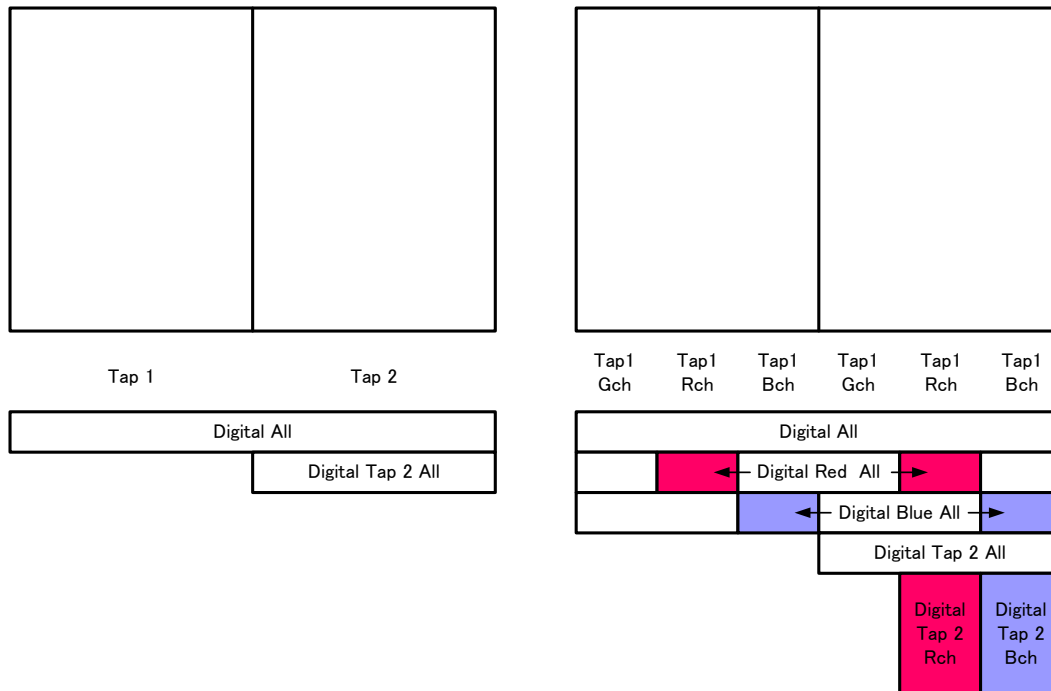 Tap 1
Tap 2
Digital All
Digital Tap 2 All
Tap1
Gch
Tap1
Rch
Tap1
Bch
Tap1
Gch
Tap1
Rch
Tap1
Bch
Digital All
Digital Red All
Digital Blue All
Digital Tap 2 All
Digital
Tap 2
Rch
Digital
Tap 2
Bch